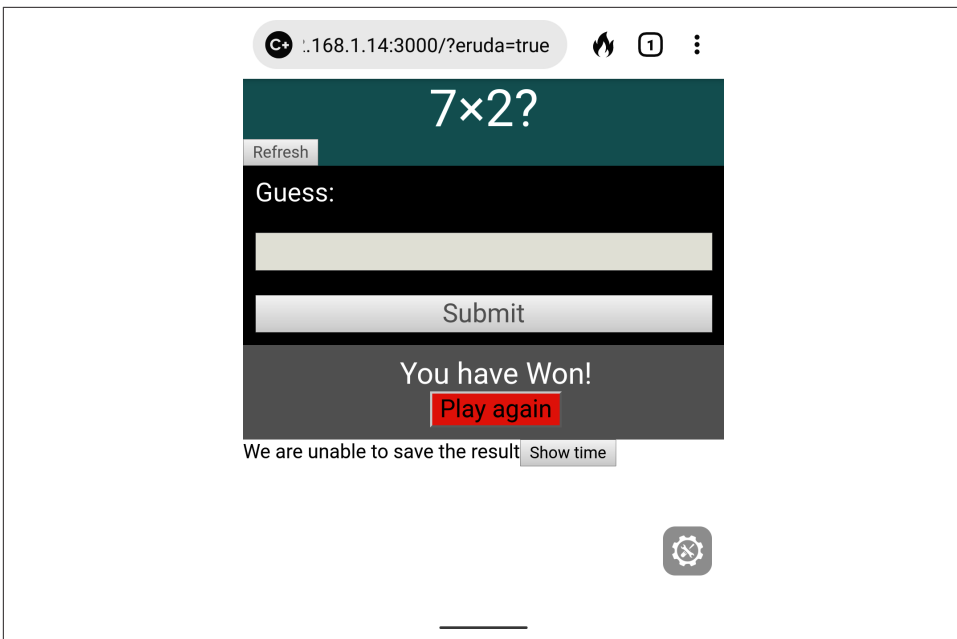 C+ .168.1.14:3000/?eruda=true 1
7×2?
Refresh
Guess:
Submit
You have Won!
Play again
We are unable to save the result Show time